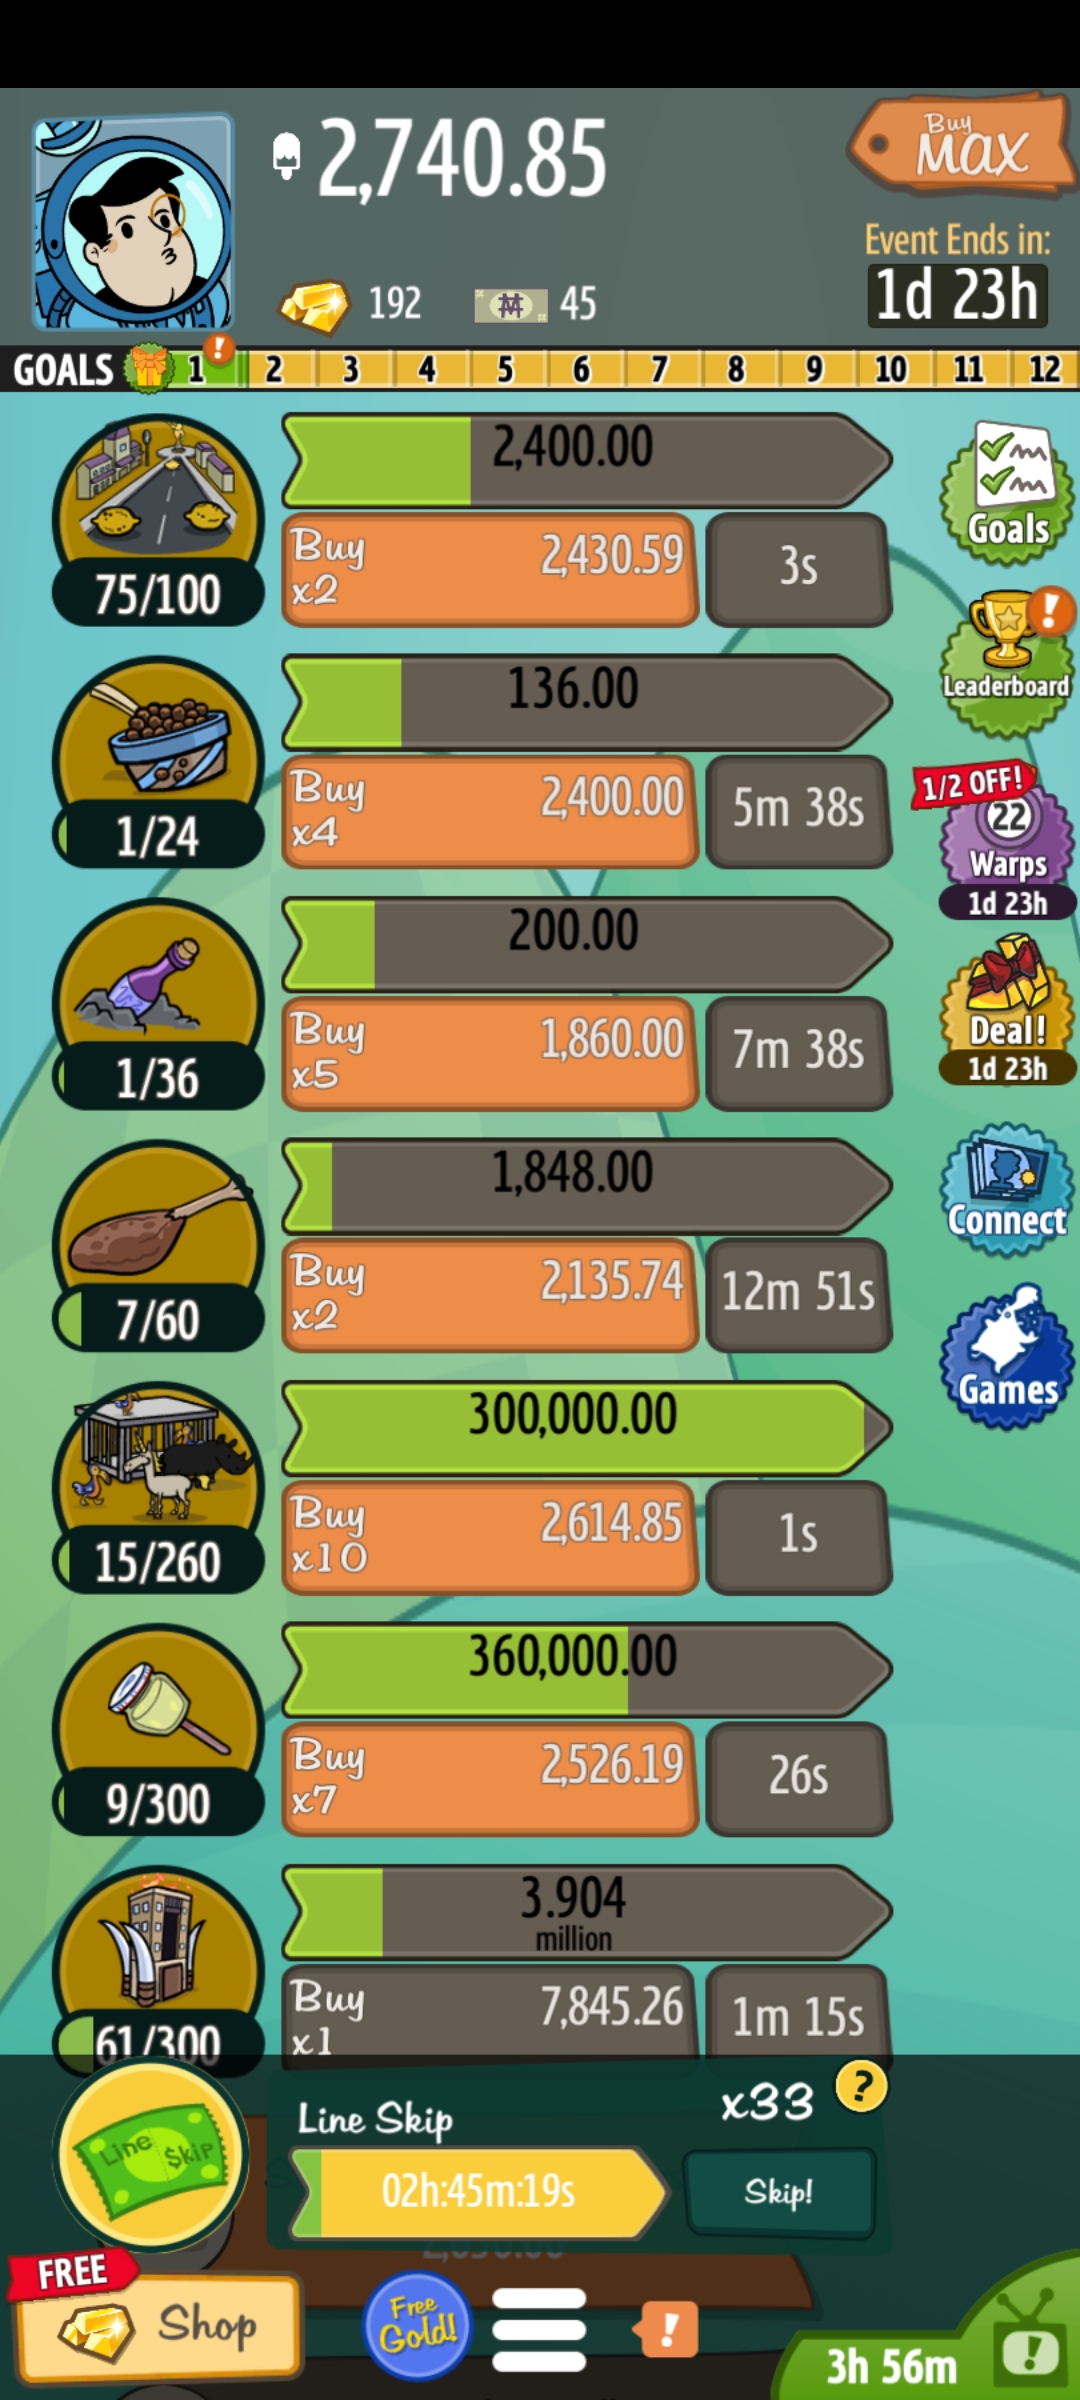 2,740.85
Buy
MAX
Event Ends in:
1d 23h
192
45
GOALS 1 ! 2 3 4 5 6 7 8 9 10 11 12
2,400.00
Buy
x2
2,430.59
3s
75/100
Goals
136.00
Buy
x4
2,400.00
5m 38s
1/24
!
Leaderboard
1/2 OFF!
22
Warps
1d 23h
200.00
Buy
x5
1,860.00
7m 38s
1/36
Deal!
1d 23h
1,848.00
Buy
x2
2,135.74
12m 51s
7/60
Connect
300,000.00
Buy
x10
2,614.85
1s
15/260
Games
360,000.00
Buy
x7
2,526.19
26s
9/300
3.904
million
Buy
x1
7,845.26
1m 15s
61/300
Line Skip
x33
?
Line $kip
02h:45m:19s
Skip!
FREE
Shop
Free
Gold!
!
3h 56m
!